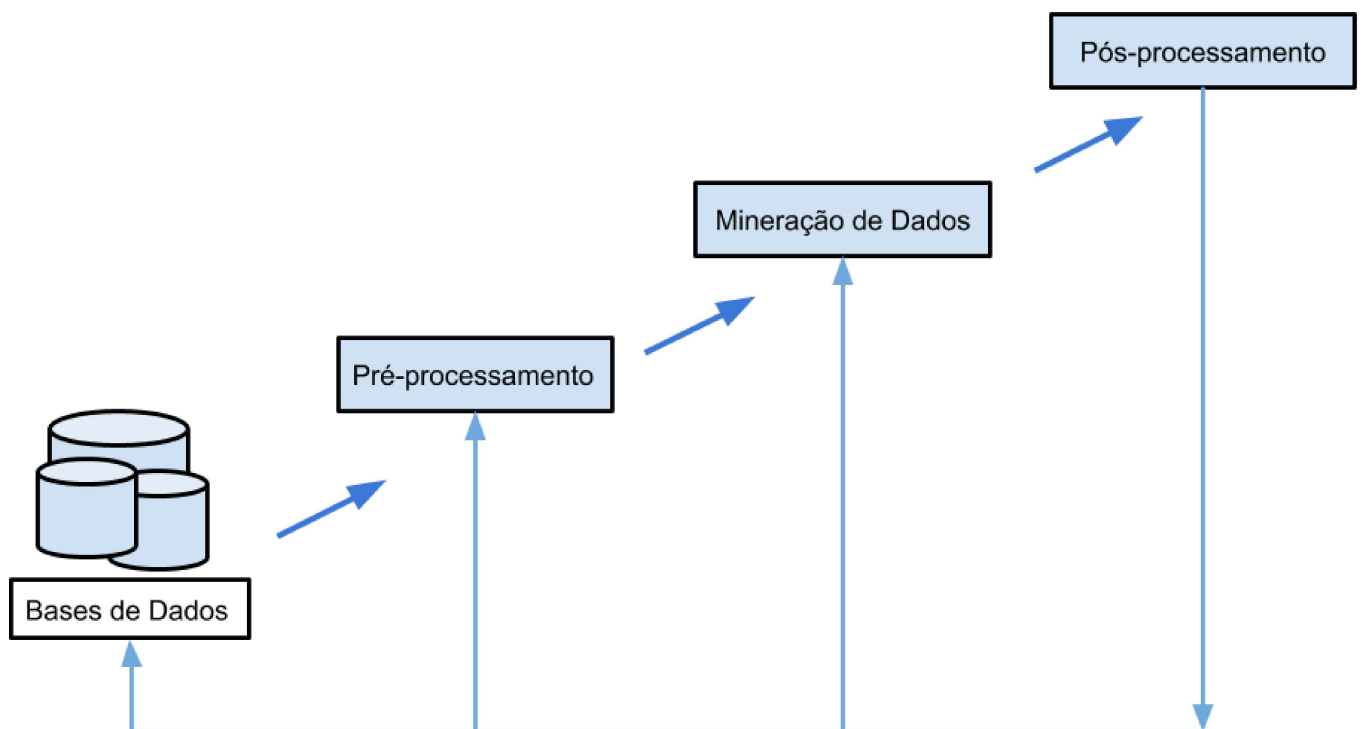 Pós-processamento
Mineração de Dados
Pré-processamento
Bases de Dados